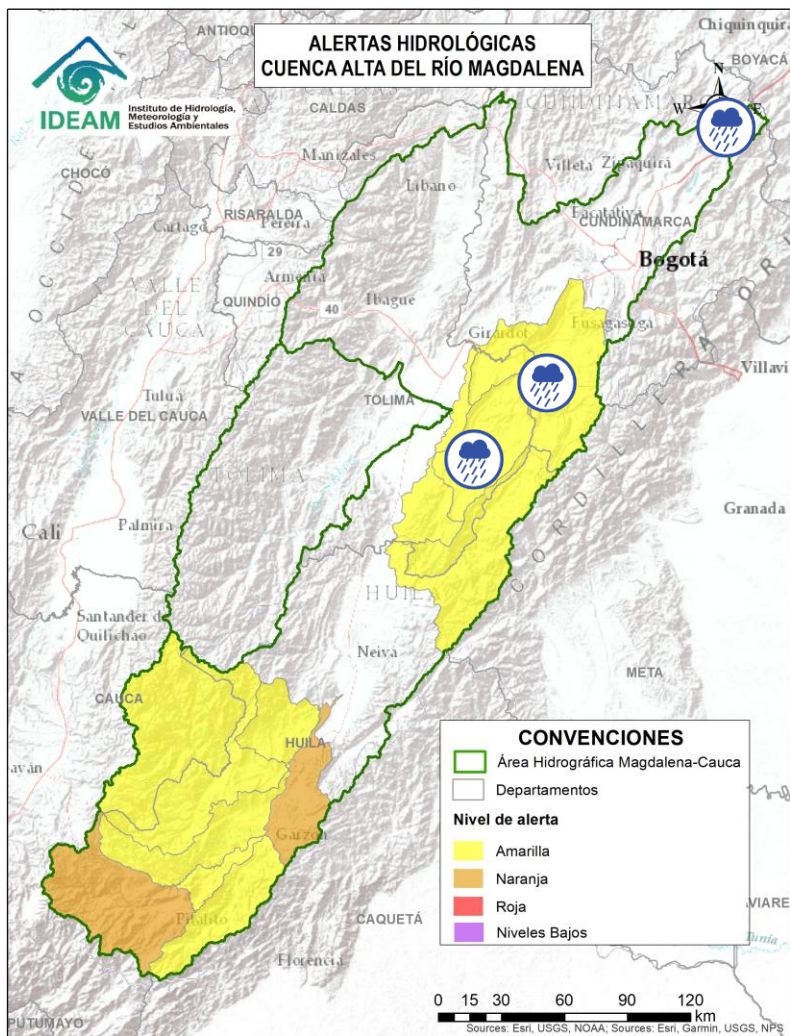 ALERTAS HIDROLÓGICAS
CUENCA ALTA DEL RÍO MAGDALENA
IDEAM
Instituto de Hidrología,
Meteorología y
Estudios Ambientales
Chiquinquirá
BOYACÁ
N
W
E
CALDAS
Manizales
Líbano
Villeta
Zipaquirá
CHOCÓ
RISARALDA
Pereira
Cartago
Facatativá
CUNDINAMARCA
Bogotá
29
Armenia
QUINDÍO
40
Ibagué
VALLE
DEL
CAUCA
Girardot
Fusagasugá
Villavi
Tuluá
VALLE DEL CAUCA
TOLIMA
TOLIMA
CORDILLERA ORI
Cali
Palmira
Granada
HUILA
Santander de
Quilichao
Neiva
META
CAUCA
HUILA
ayán
Garzón
Pitalito
CAQUETÁ
Florencia
PUTUMAYO
VIARE
Tunía
CONVENCIONES
Área Hidrográfica Magdalena-Cauca
Departamentos
Nivel de alerta
Amarilla
Naranja
Roja
Niveles Bajos
0 15 30 60 90 120
km
Sources: Esri, USGS, NOAA; Sources: Esri, Garmin, USGS, NPS